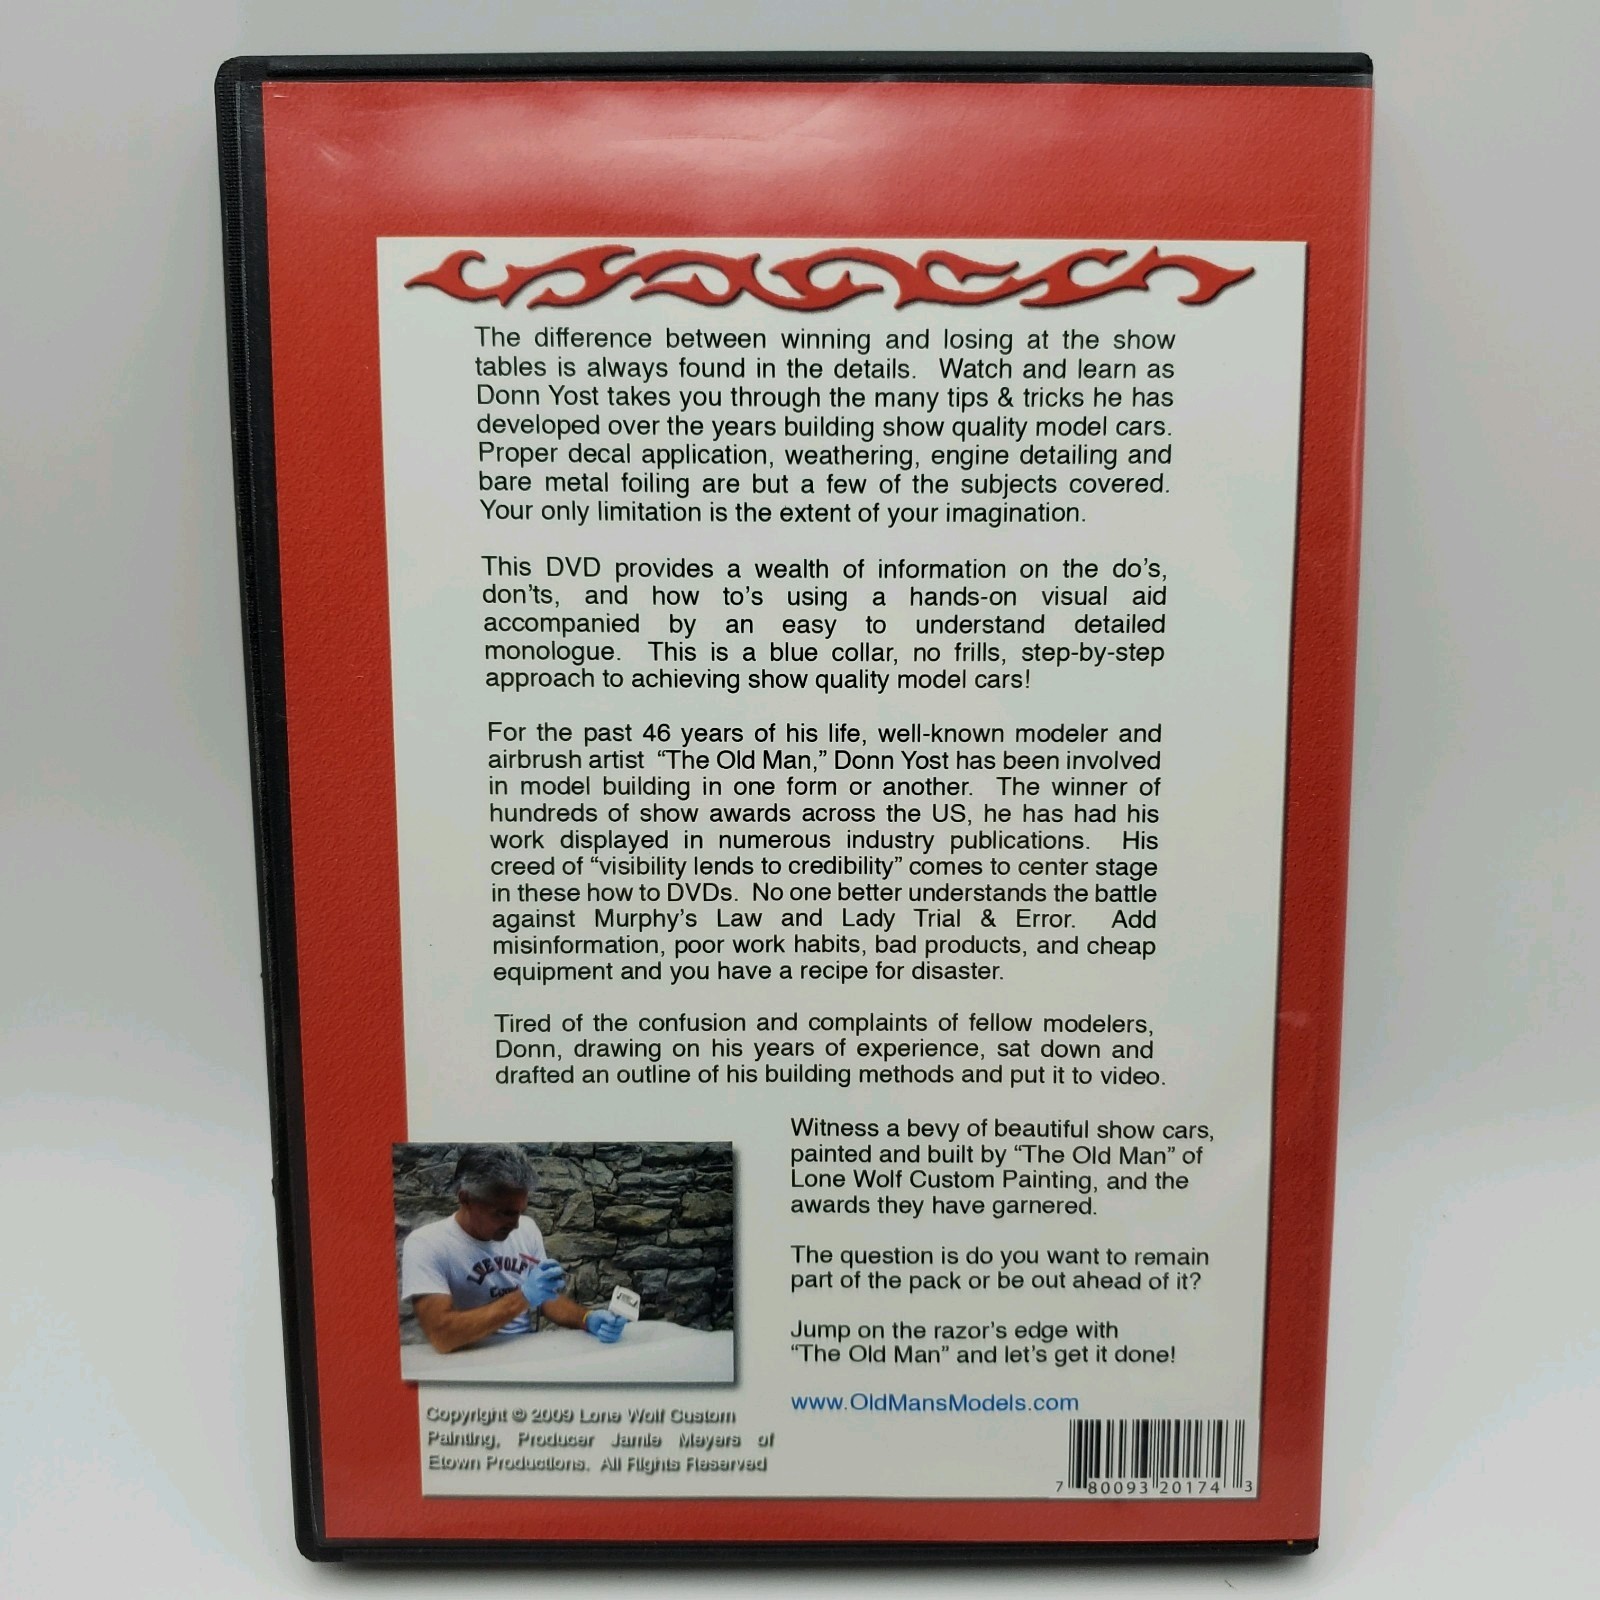 The difference between winning and losing at the show
tables is always found in the details. Watch and learn as
Donn Yost takes you through the many tips & tricks he has
developed over the years building show quality model cars.
Proper decal application, weathering, engine detailing and
bare metal foiling are but a few of the subjects covered.
Your only limitation is the extent of your imagination.
This DVD provides a wealth of information on the do's,
don'ts, and how to's using a hands-on visual aid
accompanied by an easy to understand detailed
monologue. This is a blue collar, no frills, step-by-step
approach to achieving show quality model cars!
For the past 46 years of his life, well-known modeler and
airbrush artist “The Old Man,” Donn Yost has been involved
in model building in one form or another. The winner of
hundreds of show awards across the US, he has had his
work displayed in numerous industry publications. His
creed of “visibility lends to credibility” comes to center stage
in these how to DVDs. No one better understands the battle
against Murphy's Law and Lady Trial & Error. Add
misinformation, poor work habits, bad products, and cheap
equipment and you have a recipe for disaster.
Tired of the confusion and complaints of fellow modelers,
Donn, drawing on his years of experience, sat down and
drafted an outline of his building methods and put it to video.
Witness a bevy of beautiful show cars,
painted and built by “The Old Man” of
Lone Wolf Custom Painting, and the
awards they have garnered.
The question is do you want to remain
part of the pack or be out ahead of it?
Jump on the razor's edge with
“The Old Man” and let's get it done!
www.OldMansModels.com
Copyright © 2009 Lone Wolf Custom
Painting, Producer Jamie Meyers of
Etown Productions. All Rights Reserved
7 80093 20174 3